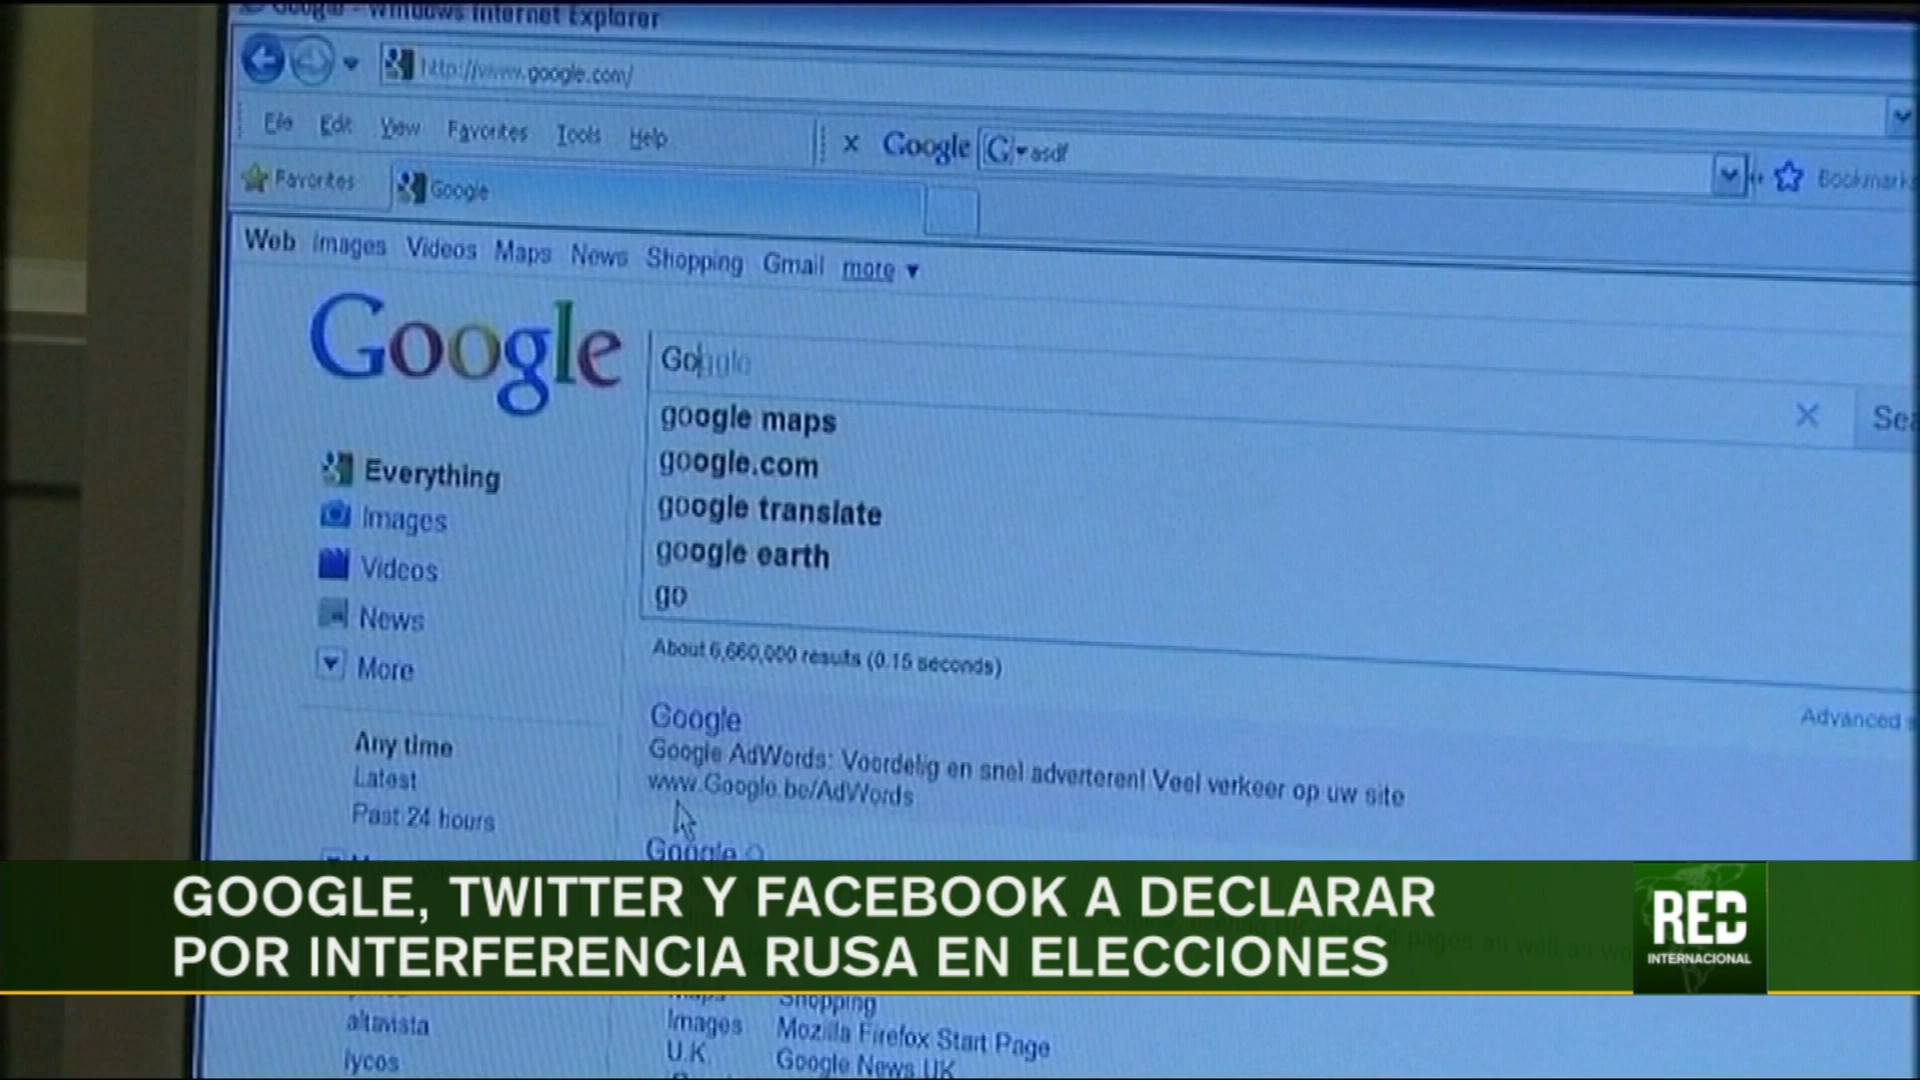 Google - Windows Internet Explorer
http://www.google.com/
File Edit View Favorites Tools Help
X Google G asdf
Bookmarks
Favorites
Google
Web Images Videos Maps News Shopping Gmail more ▼
Google
Google
google maps
google.com
google translate
google earth
go
Everything
Images
Videos
News
More
About 6,660,000 results (0.15 seconds)
Advanced
Google
Google AdWords: Voordelig en snel adverteren! Veel verkeer op uw site
www.Google.be/AdWords
Any time
Latest
Past 24 hours
Google
GOOGLE, TWITTER Y FACEBOOK A DECLARAR
POR INTERFERENCIA RUSA EN ELECCIONES
RED
INTERNACIONAL
altavista
lycos
Maps
Images
U.K.
Shopping
Mozilla Firefox Start Page
Google News UK